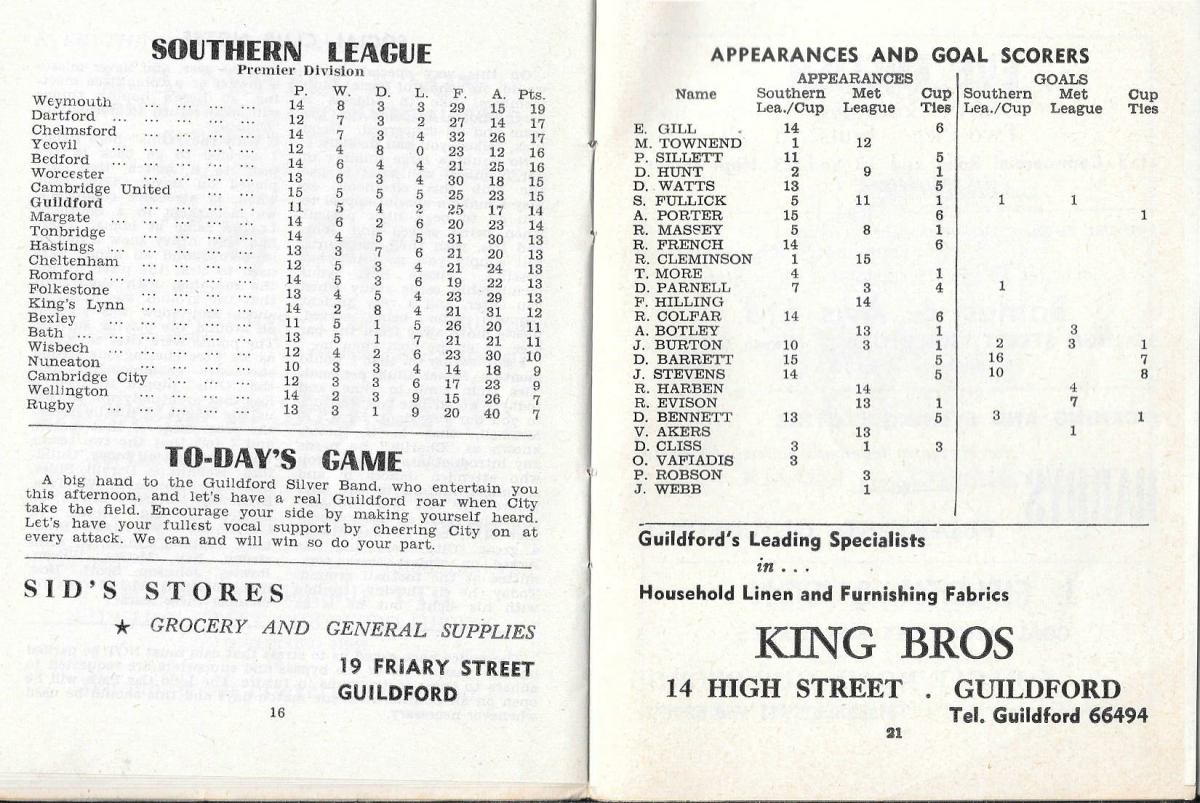 SOUTHERN LEAGUE
Premier Division
P. W. D. L. F. A. Pts.
Weymouth ... ... ... ... 14 8 3 3 29 15 19
Dartford ... ... ... ... ... 12 7 3 2 27 14 17
Chelmsford ... ... ... ... 14 7 3 4 32 26 17
Yeovil ... ... ... ... ... 12 4 8 0 23 12 16
Bedford ... ... ... ... ... 14 6 4 4 21 25 16
Worcester ... ... ... ... 13 6 3 4 30 18 15
Cambridge United ... ... 15 5 5 5 25 23 15
Guildford ... ... ... ... 11 5 4 2 25 17 14
Margate ... ... ... ... ... 14 6 2 6 20 23 14
Tonbridge ... ... ... ... 14 4 5 5 31 30 13
Hastings ... ... ... ... 13 3 7 6 21 20 13
Cheltenham ... ... ... 12 5 3 4 21 24 13
Romford ... ... ... ... ... 14 5 3 6 19 22 13
Folkestone ... ... ... ... 13 4 5 4 23 29 13
King's Lynn ... ... ... ... 14 2 8 4 21 31 12
Bexley ... ... ... ... ... 11 5 1 5 26 20 11
Bath ... ... ... ... ... ... 13 5 1 7 21 21 11
Wisbech ... ... ... ... 12 4 2 6 23 30 10
Nuneaton ... ... ... ... 10 3 3 4 14 18 9
Cambridge City ... ... ... 12 3 3 6 17 23 9
Wellington ... ... ... ... 14 2 3 9 15 26 7
Rugby ... ... ... ... ... 13 3 1 9 20 40 7
TO-DAY'S GAME
A big hand to the Guildford Silver Band, who entertain you
this afternoon, and let's have a real Guildford roar when City
take the field. Encourage your side by making yourself heard.
Let's have your fullest vocal support by cheering City on at
every attack. We can and will win so do your part.
SID'S STORES
★ GROCERY AND GENERAL SUPPLIES
19 FRIARY STREET
GUILDFORD
16
APPEARANCES AND GOAL SCORERS
APPEARANCES GOALS
Name Southern Met Cup Southern Met Cup
Lea./Cup League Ties Lea./Cup League Ties
E. GILL 14 6
M. TOWNEND 1 12
P. SILLETT 11 5
D. HUNT 2 9 1
D. WATTS 13 5
S. FULLICK 5 11 1 1 1
A. PORTER 15 6 1
R. MASSEY 5 8
R. FRENCH 14 6
R. CLEMINSON 1 15
T. MORE 4 1
D. PARNELL 7 3 4 1
F. HILLING 14
R. COLFAR 14 6
A. BOTLEY 13 1 3
J. BURTON 10 3 1 2 3 1
D. BARRETT 15 5 16 7
J. STEVENS 14 5 10 8
R. HARBEN 14 4
R. EVISON 13 1 7
D. BENNETT 13 5 3 1
V. AKERS 13 1
D. CLISS 3 1 3
O. VAFIADIS 3
P. ROBSON 3
J. WEBB 1
Guildford's Leading Specialists
in . . .
Household Linen and Furnishing Fabrics
KING BROS
14 HIGH STREET . GUILDFORD
Tel. Guildford 66494
21